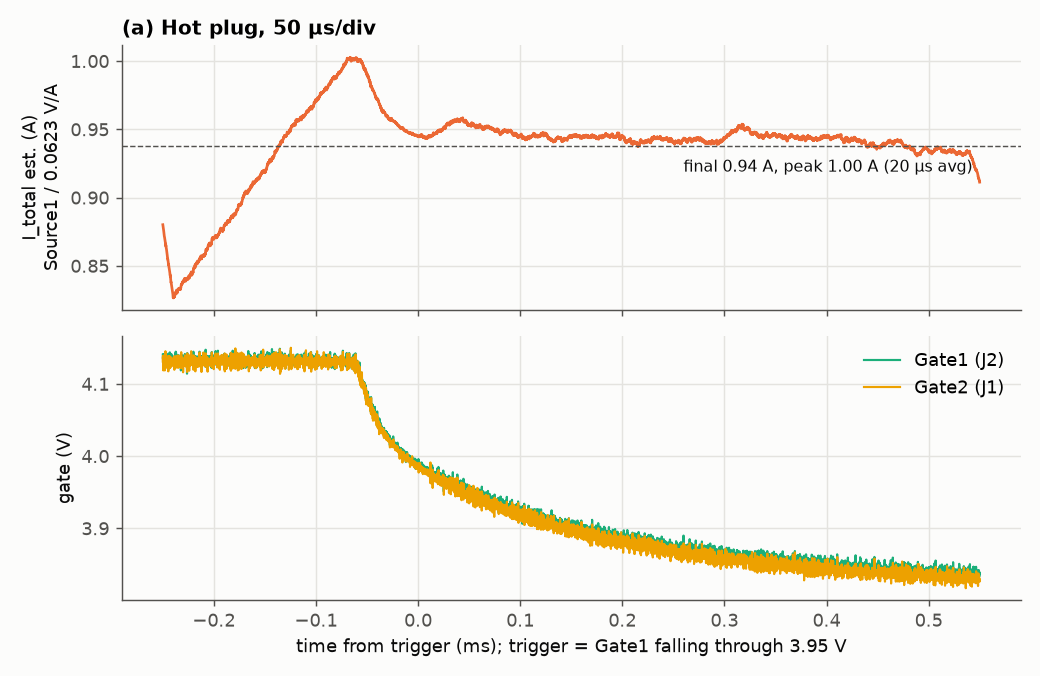 (a) Hot plug, 50 µs/div
I_total est. (A)
Source1 / 0.0623 V/A
1.00
0.95
0.90
0.85
final 0.94 A, peak 1.00 A (20 µs avg)
gate (V)
4.1
4.0
3.9
Gate1 (J2)
Gate2 (J1)
−0.2 −0.1 0.0 0.1 0.2 0.3 0.4 0.5
time from trigger (ms); trigger = Gate1 falling through 3.95 V